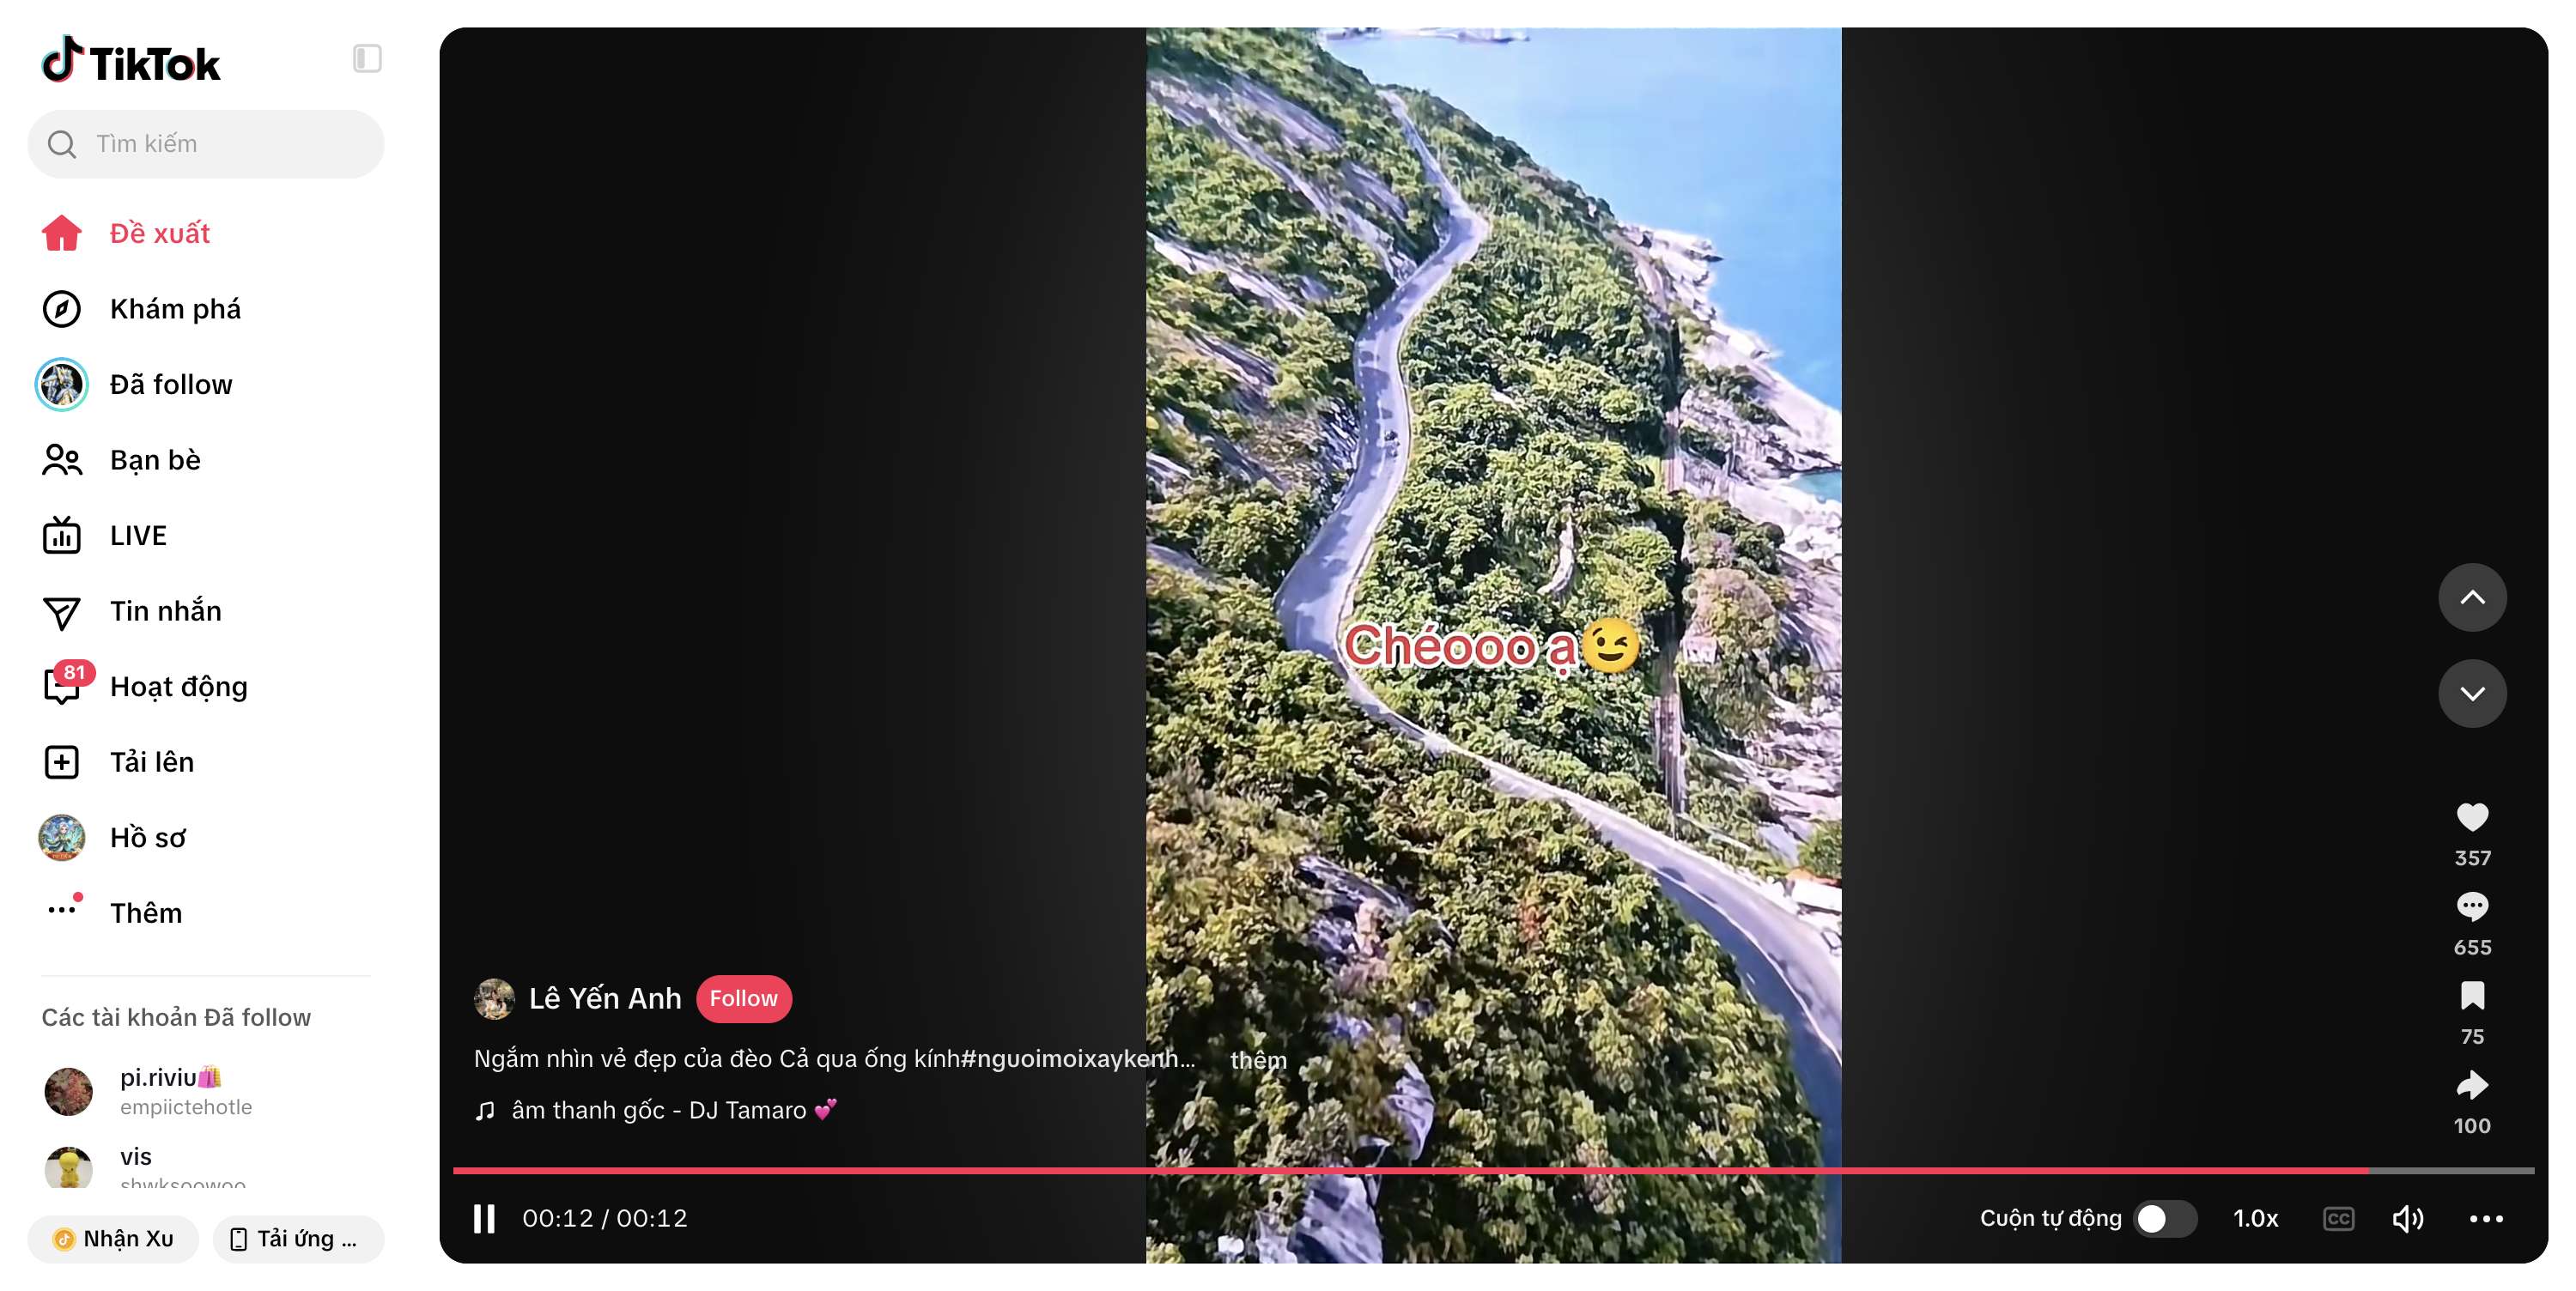 TikTok
Tìm kiếm
Đề xuất
Khám phá
Đã follow
Bạn bè
LIVE
Tin nhắn
81
Hoạt động
Tải lên
Hồ sơ
Thêm
Các tài khoản Đã follow
pi.riviu🛍️
empiictehotle
vis
shwksoowoo
Nhận Xu
Tải ứng ...
Chéooo ạ😉
Lê Yến Anh Follow
Ngắm nhìn vẻ đẹp của đèo Cả qua ống kính#nguoimoixaykenh... thêm
âm thanh gốc - DJ Tamaro 💕
00:12 / 00:12
357
655
75
100
Cuộn tự động 1.0x CC